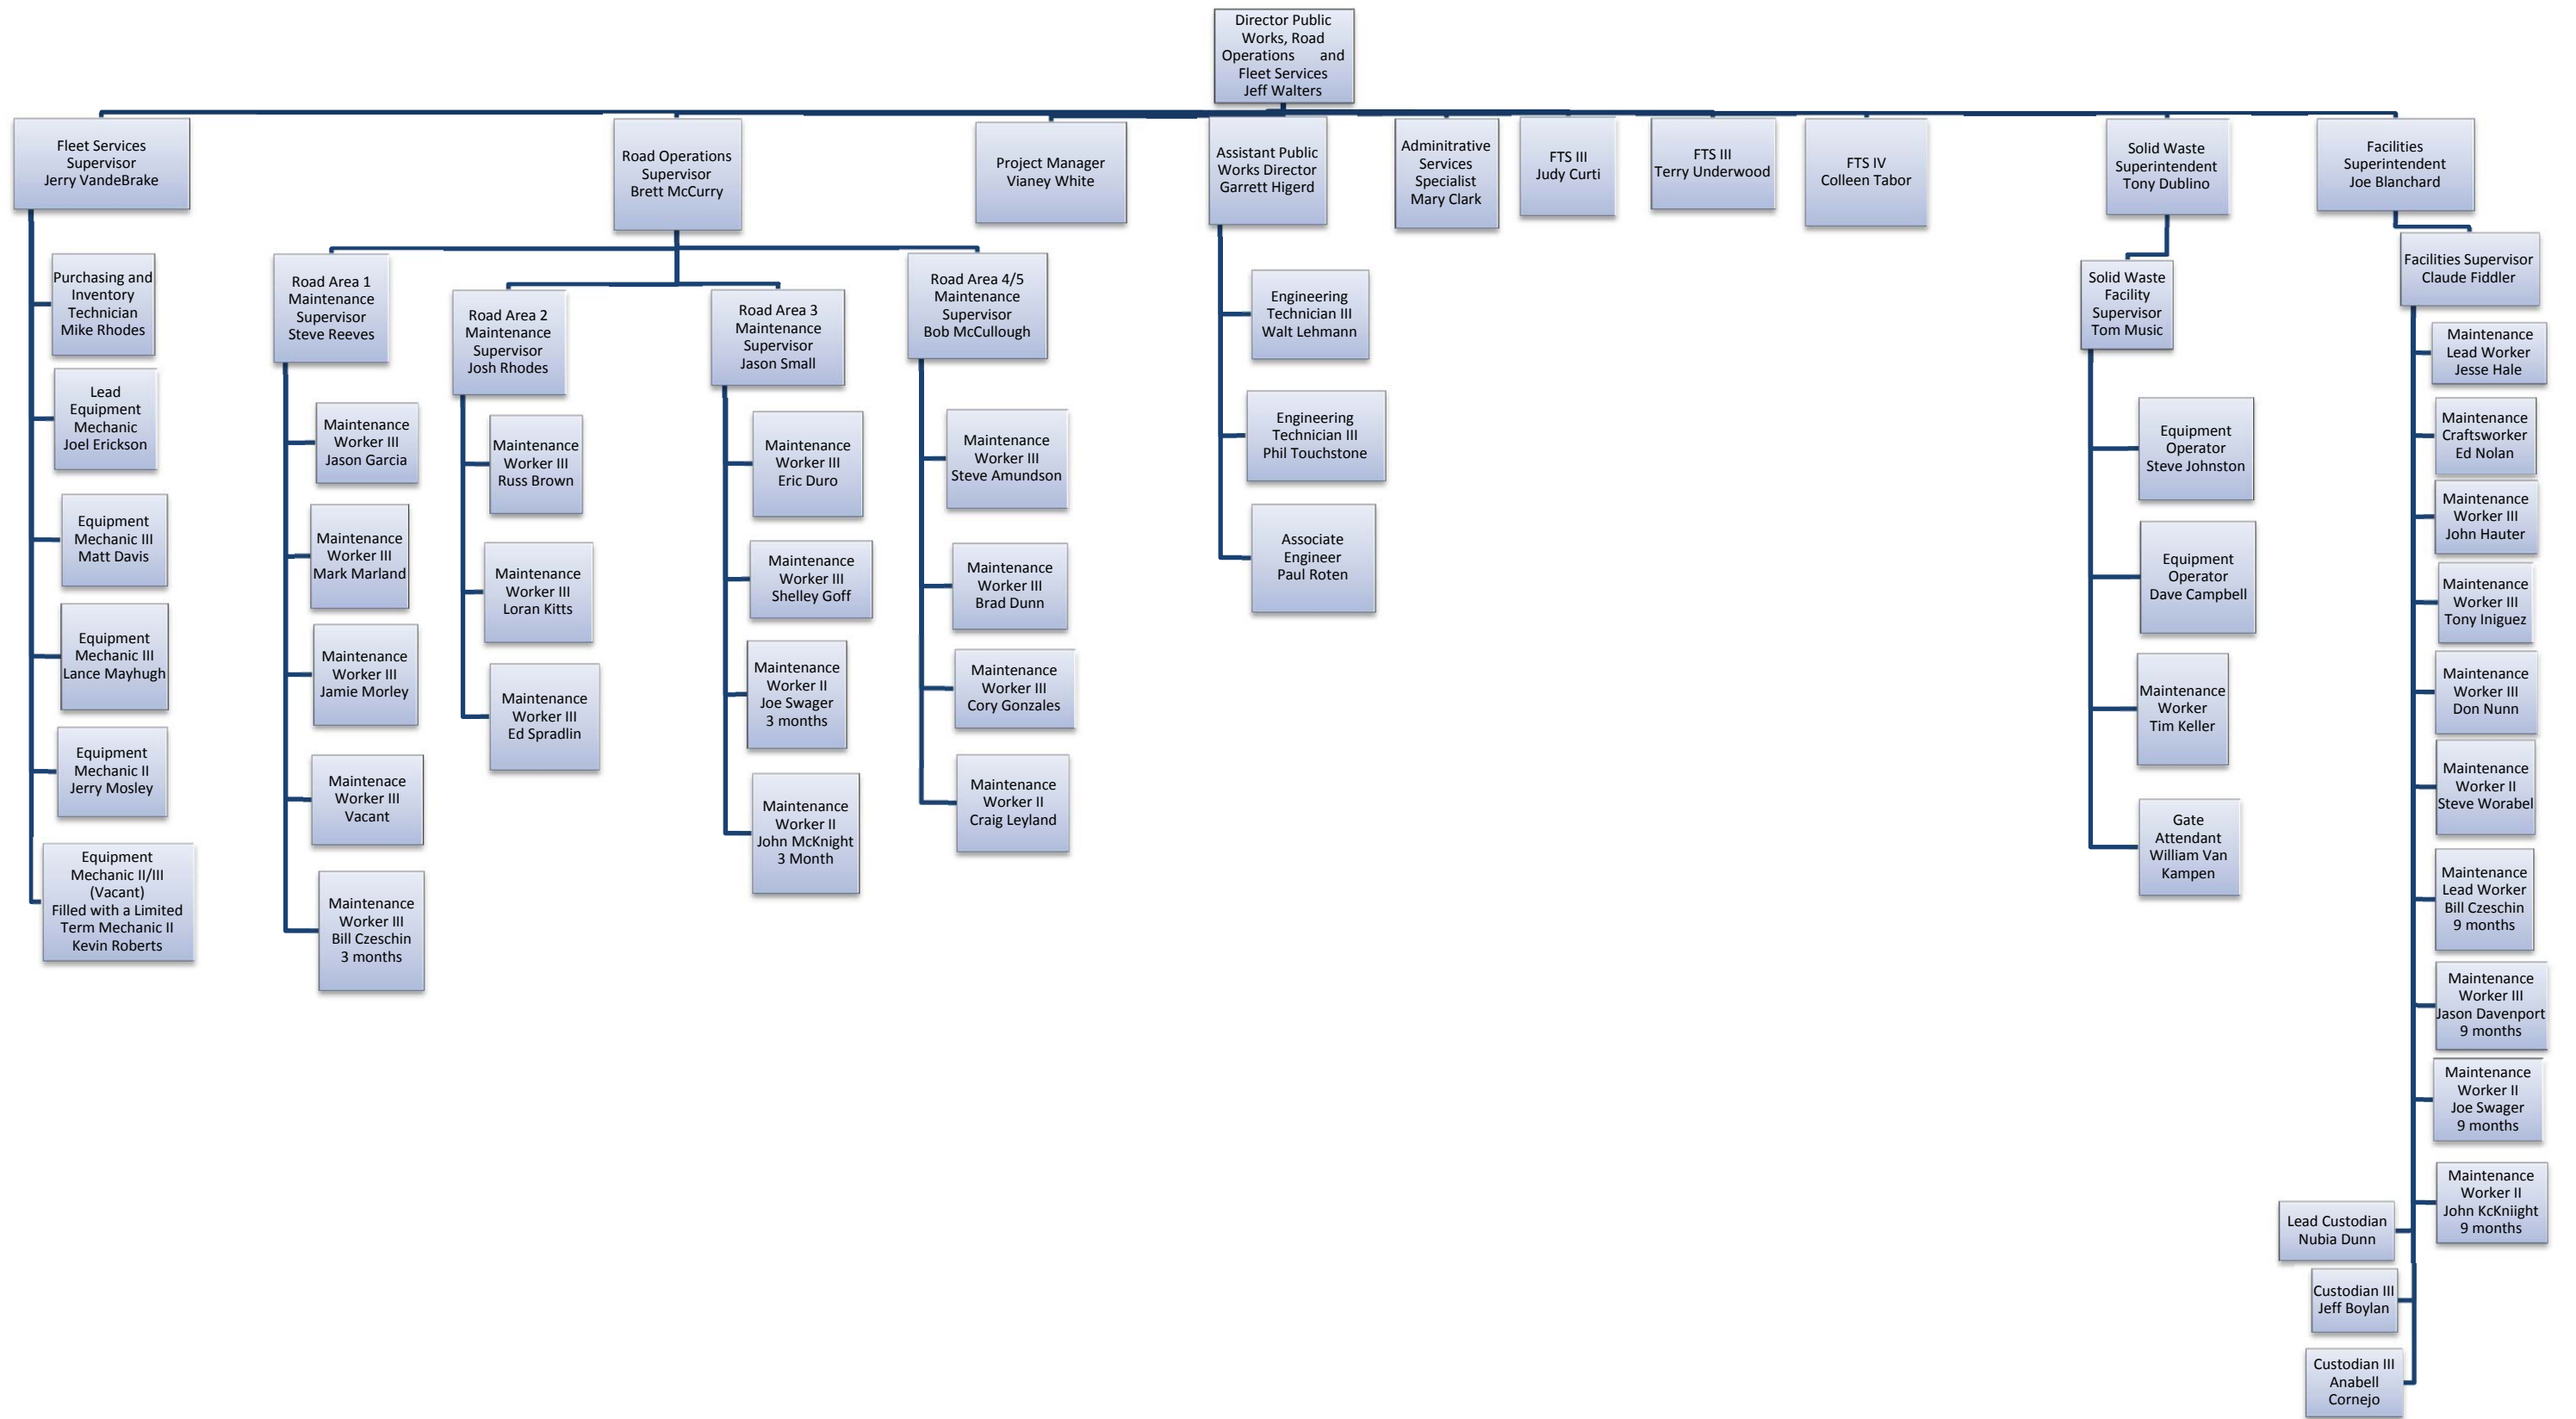 Director Public
Works, Road
Operations and
Fleet Services
Jeff Walters
Fleet Services
Supervisor
Jerry VandeBrake
Road Operations
Supervisor
Brett McCurry
Project Manager
Vianey White
Assistant Public
Works Director
Garrett Higerd
Adminitrative
Services
Specialist
Mary Clark
FTS III
Judy Curti
FTS III
Terry Underwood
FTS IV
Colleen Tabor
Solid Waste
Superintendent
Tony Dublino
Facilities
Superintendent
Joe Blanchard
Purchasing and
Inventory
Technician
Mike Rhodes
Lead
Equipment
Mechanic
Joel Erickson
Equipment
Mechanic III
Matt Davis
Equipment
Mechanic III
Lance Mayhugh
Equipment
Mechanic II
Jerry Mosley
Equipment
Mechanic II/III
(Vacant)
Filled with a Limited
Term Mechanic II
Kevin Roberts
Road Area 1
Maintenance
Supervisor
Steve Reeves
Maintenance
Worker III
Jason Garcia
Maintenance
Worker III
Mark Marland
Maintenance
Worker III
Jamie Morley
Maintenace
Worker III
Vacant
Maintenance
Worker III
Bill Czeschin
3 months
Road Area 2
Maintenance
Supervisor
Josh Rhodes
Maintenance
Worker III
Russ Brown
Maintenance
Worker III
Loran Kitts
Maintenance
Worker III
Ed Spradlin
Road Area 3
Maintenance
Supervisor
Jason Small
Maintenance
Worker III
Eric Duro
Maintenance
Worker III
Shelley Goff
Maintenance
Worker II
Joe Swager
3 months
Maintenance
Worker II
John McKnight
3 Month
Road Area 4/5
Maintenance
Supervisor
Bob McCullough
Maintenance
Worker III
Steve Amundson
Maintenance
Worker III
Brad Dunn
Maintenance
Worker III
Cory Gonzales
Maintenance
Worker II
Craig Leyland
Engineering
Technician III
Walt Lehmann
Engineering
Technician III
Phil Touchstone
Associate
Engineer
Paul Roten
Solid Waste
Facility
Supervisor
Tom Music
Equipment
Operator
Steve Johnston
Equipment
Operator
Dave Campbell
Maintenance
Worker
Tim Keller
Gate
Attendant
William Van
Kampen
Facilities Supervisor
Claude Fiddler
Maintenance
Lead Worker
Jesse Hale
Maintenance
Craftsworker
Ed Nolan
Maintenance
Worker III
John Hauter
Maintenance
Worker III
Tony Iniguez
Maintenance
Worker III
Don Nunn
Maintenance
Worker II
Steve Worabel
Maintenance
Lead Worker
Bill Czeschin
9 months
Maintenance
Worker III
Jason Davenport
9 months
Maintenance
Worker II
Joe Swager
9 months
Maintenance
Worker II
John KcKniight
9 months
Lead Custodian
Nubia Dunn
Custodian III
Jeff Boylan
Custodian III
Anabell
Cornejo